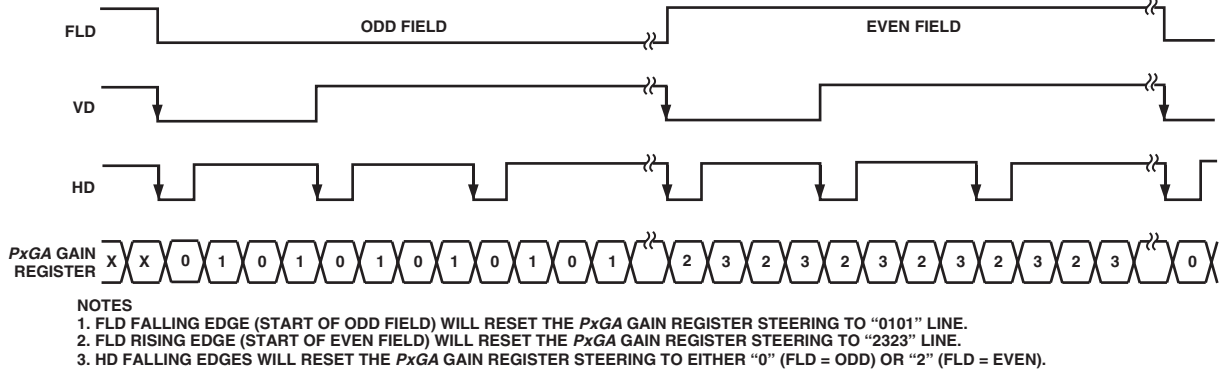 FLD
ODD FIELD
EVEN FIELD
VD
HD
PxGA GAIN
REGISTER
X X 0 1 0 1 0 1 0 1 0 1 2 3 2 3 2 3 2 3 2 3 0
NOTES
1. FLD FALLING EDGE (START OF ODD FIELD) WILL RESET THE PxGA GAIN REGISTER STEERING TO “0101” LINE.
2. FLD RISING EDGE (START OF EVEN FIELD) WILL RESET THE PxGA GAIN REGISTER STEERING TO “2323” LINE.
3. HD FALLING EDGES WILL RESET THE PxGA GAIN REGISTER STEERING TO EITHER “0” (FLD = ODD) OR “2” (FLD = EVEN).